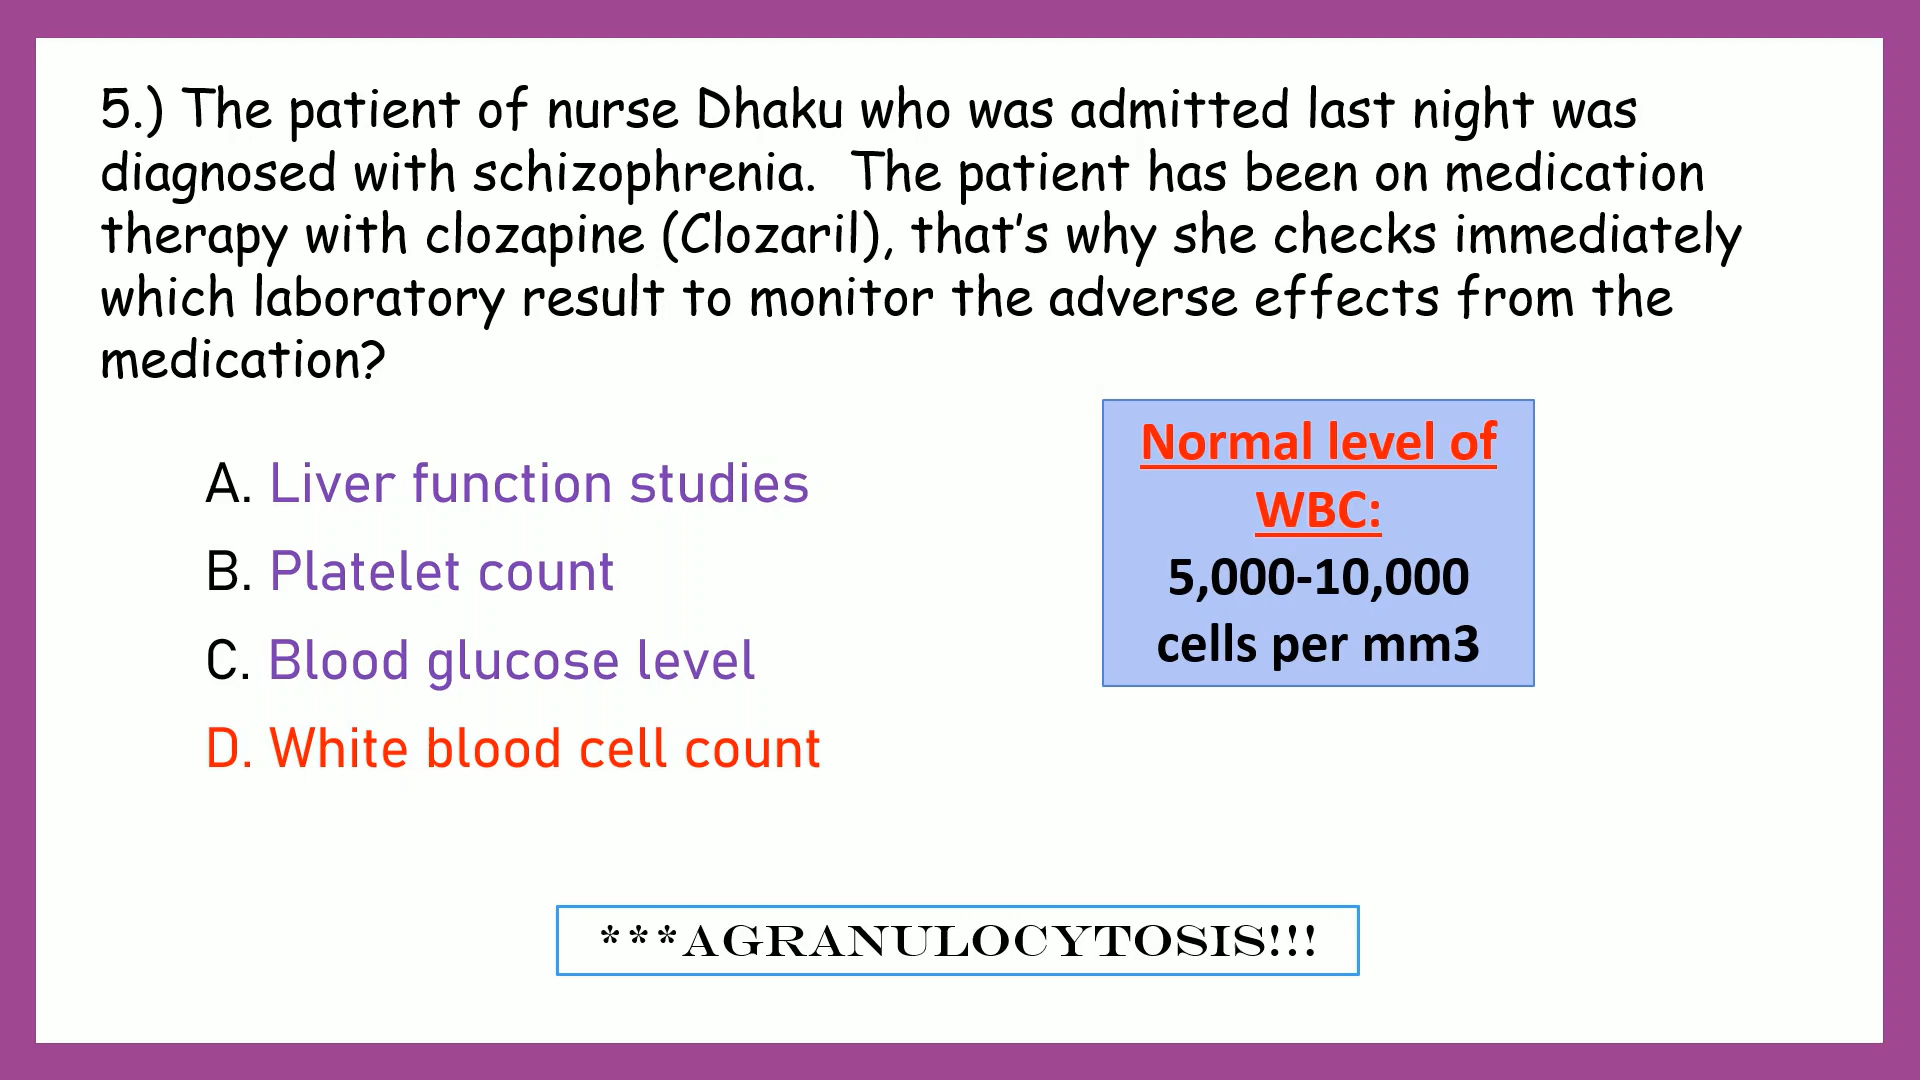 5.) The patient of nurse Dhaku who was admitted last night was
diagnosed with schizophrenia.  The patient has been on medication
therapy with clozapine (Clozaril), that’s why she checks immediately
which laboratory result to monitor the adverse effects from the
medication?
A. Liver function studies
B. Platelet count
C. Blood glucose level
D. White blood cell count
Normal level of
WBC:
5,000-10,000
cells per mm3
***AGRANULOCYTOSIS!!!